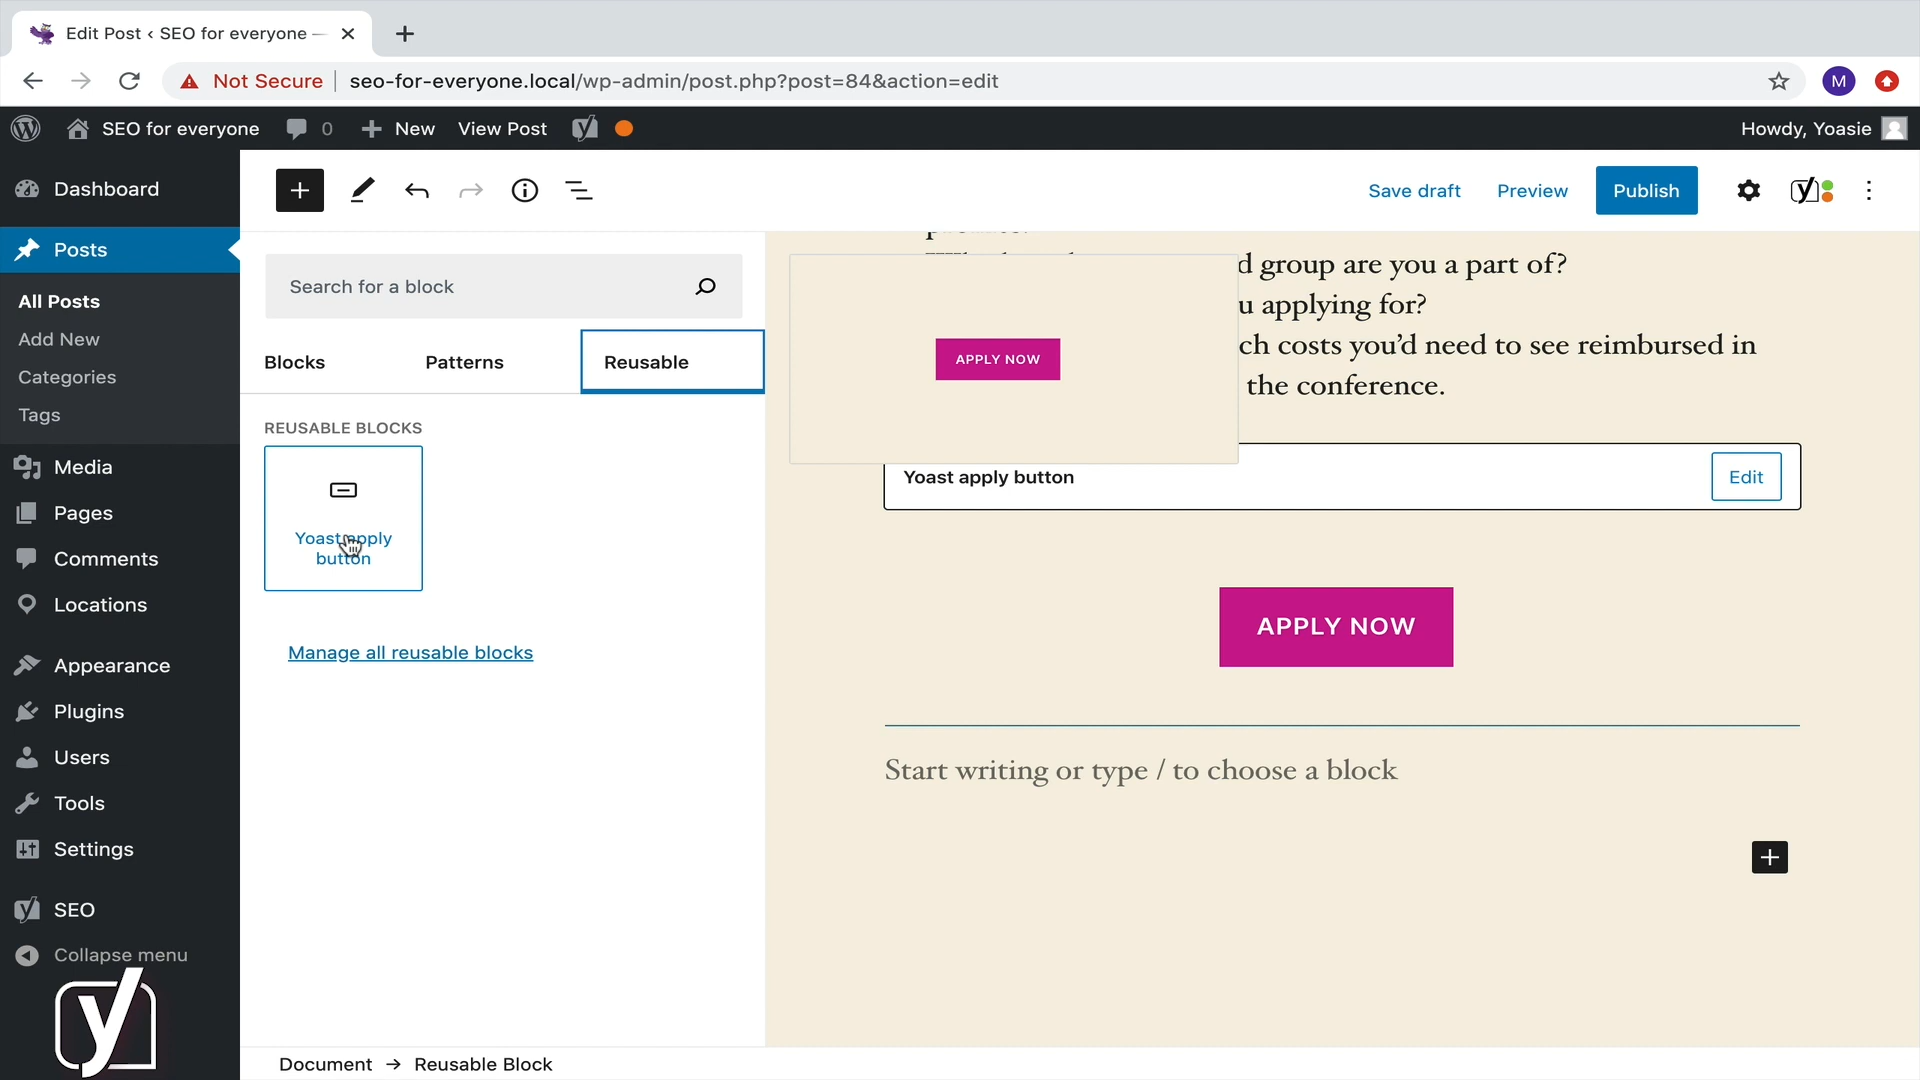 Edit Post ‹ SEO for everyone —
Not Secure
seo-for-everyone.local/wp-admin/post.php?post=84&action=edit
M
SEO for everyone
0
New
View Post
Howdy, Yoasie
Dashboard
Posts
All Posts
Add New
Categories
Tags
Media
Pages
Comments
Locations
Appearance
Plugins
Users
Tools
Settings
SEO
Collapse menu
Save draft
Preview
Publish
Search for a block
Blocks
Patterns
Reusable
REUSABLE BLOCKS
Yoast apply
button
Manage all reusable blocks
APPLY NOW
group are you a part of?
applying for?
costs you’d need to see reimbursed in
the conference.
Yoast apply button
Edit
APPLY NOW
Start writing or type / to choose a block
Document → Reusable Block